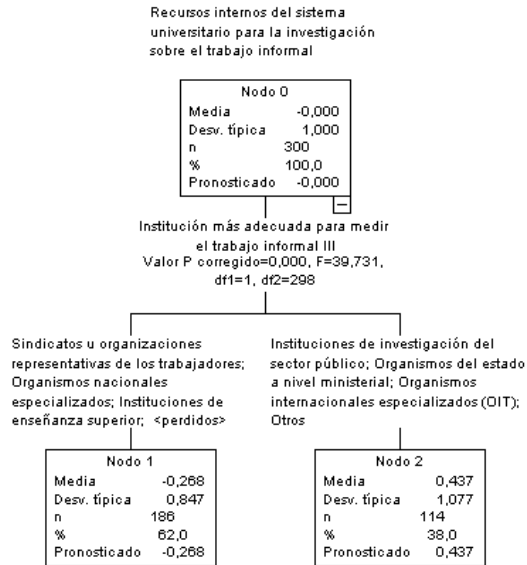 Recursos internos del sistema
universitario para la investigación
sobre el trabajo informal
Nodo 0
Media -0,000
Desv. típica 1,000
n 300
% 100,0
Pronosticado -0,000
Institución más adecuada para medir
el trabajo informal III
Valor P corregido=0,000, F=39,731,
df1=1, df2=298
Sindicatos u organizaciones
representativas de los trabajadores;
Organismos nacionales
especializados; Instituciones de
enseñanza superior; <perdidos>
Nodo 1
Media -0,268
Desv. típica 0,847
n 186
% 62,0
Pronosticado -0,268
Instituciones de investigación del
sector público; Organismos del estado
a nivel ministerial; Organismos
internacionales especializados (OIT);
Otros
Nodo 2
Media 0,437
Desv. típica 1,077
n 114
% 38,0
Pronosticado 0,437